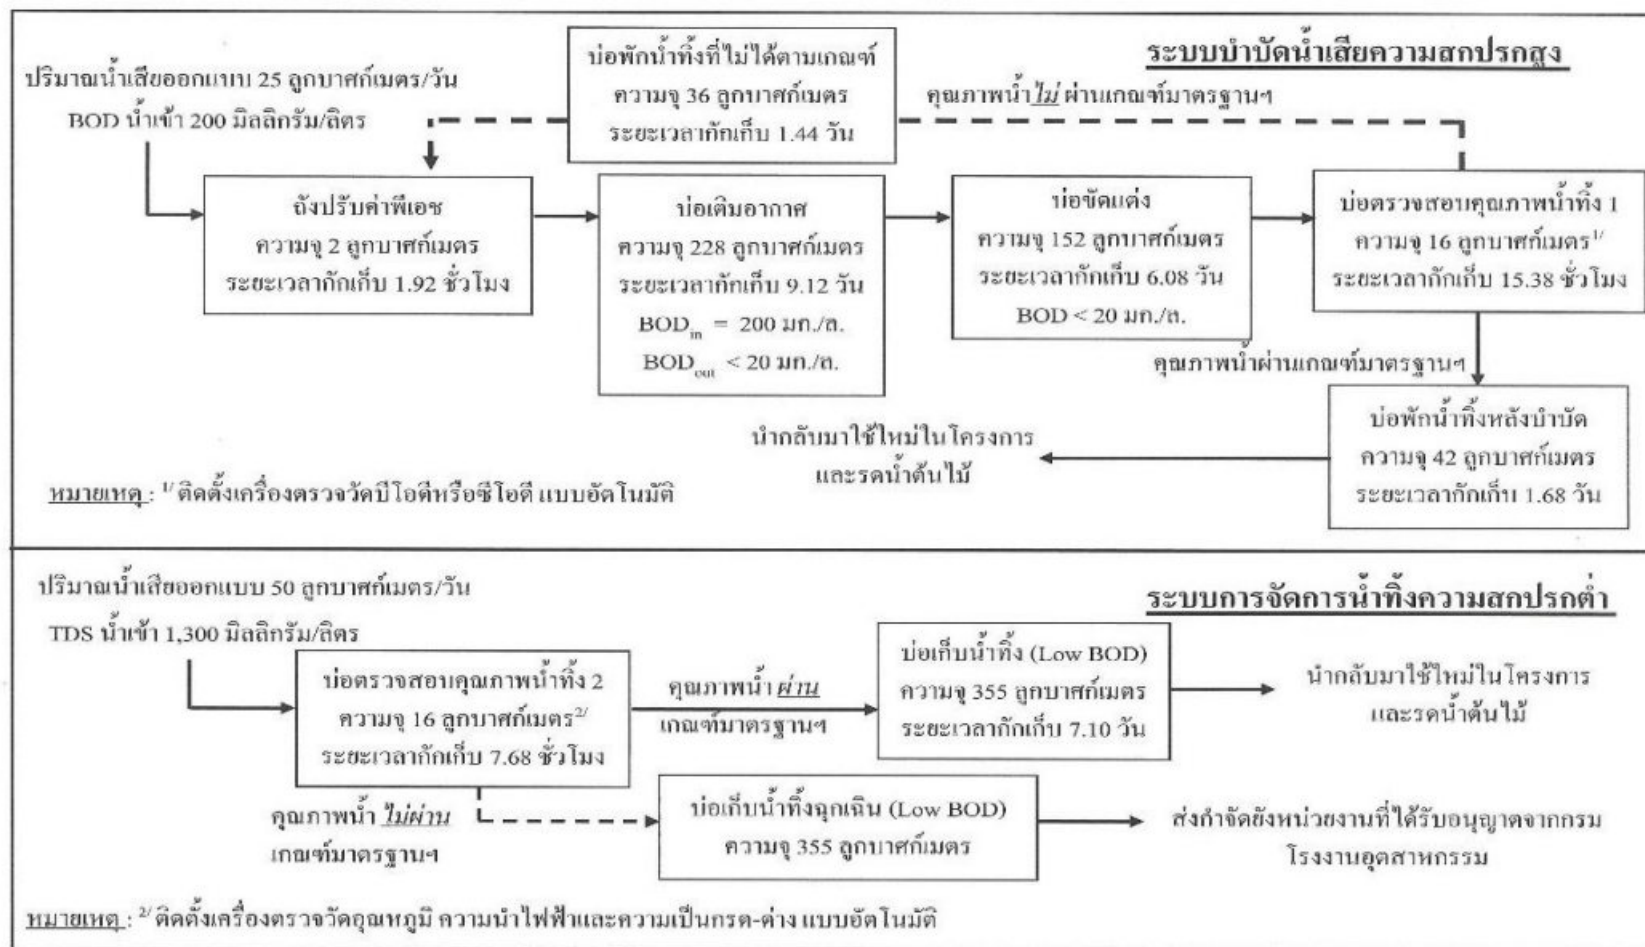 ระบบบำบัดน้ำเสียความสกปรกสูง
ปริมาณน้ำเสียออกแบบ 25 ลูกบาศก์เมตร/วัน
BOD น้ำเข้า 200 มิลลิกรัม/ลิตร
บ่อพักน้ำทิ้งที่ไม่ได้ตามเกณฑ์
ความจุ 36 ลูกบาศก์เมตร
ระยะเวลากักเก็บ 1.44 วัน
คุณภาพน้ำไม่ผ่านเกณฑ์มาตรฐานฯ
ถังปรับค่าพีเอช
ความจุ 2 ลูกบาศก์เมตร
ระยะเวลากักเก็บ 1.92 ชั่วโมง
บ่อเติมอากาศ
ความจุ 228 ลูกบาศก์เมตร
ระยะเวลากักเก็บ 9.12 วัน
BODin = 200 มก./ล.
BODout < 20 มก./ล.
บ่อขัดแต่ง
ความจุ 152 ลูกบาศก์เมตร
ระยะเวลากักเก็บ 6.08 วัน
BOD < 20 มก./ล.
บ่อตรวจสอบคุณภาพน้ำทิ้ง 1
ความจุ 16 ลูกบาศก์เมตร1/
ระยะเวลากักเก็บ 15.38 ชั่วโมง
คุณภาพน้ำผ่านเกณฑ์มาตรฐานฯ
บ่อพักน้ำทิ้งหลังบำบัด
ความจุ 42 ลูกบาศก์เมตร
ระยะเวลากักเก็บ 1.68 วัน
นำกลับมาใช้ใหม่ในโครงการ
และรดน้ำต้นไม้
หมายเหตุ : 1/ ติดตั้งเครื่องตรวจวัดบีโอดีหรือซีโอดี แบบอัตโนมัติ
ระบบการจัดการน้ำทิ้งความสกปรกต่ำ
ปริมาณน้ำเสียออกแบบ 50 ลูกบาศก์เมตร/วัน
TDS น้ำเข้า 1,300 มิลลิกรัม/ลิตร
บ่อตรวจสอบคุณภาพน้ำทิ้ง 2
ความจุ 16 ลูกบาศก์เมตร2/
ระยะเวลากักเก็บ 7.68 ชั่วโมง
คุณภาพน้ำ ผ่าน
เกณฑ์มาตรฐานฯ
บ่อเก็บน้ำทิ้ง (Low BOD)
ความจุ 355 ลูกบาศก์เมตร
ระยะเวลากักเก็บ 7.10 วัน
นำกลับมาใช้ใหม่ในโครงการ
และรดน้ำต้นไม้
คุณภาพน้ำ ไม่ผ่าน
เกณฑ์มาตรฐานฯ
บ่อเก็บน้ำทิ้งฉุกเฉิน (Low BOD)
ความจุ 355 ลูกบาศก์เมตร
ส่งกำจัดยังหน่วยงานที่ได้รับอนุญาตจากกรม
โรงงานอุตสาหกรรม
หมายเหตุ : 2/ ติดตั้งเครื่องตรวจวัดอุณหภูมิ ความนำไฟฟ้าและความเป็นกรด-ด่าง แบบอัตโนมัติ